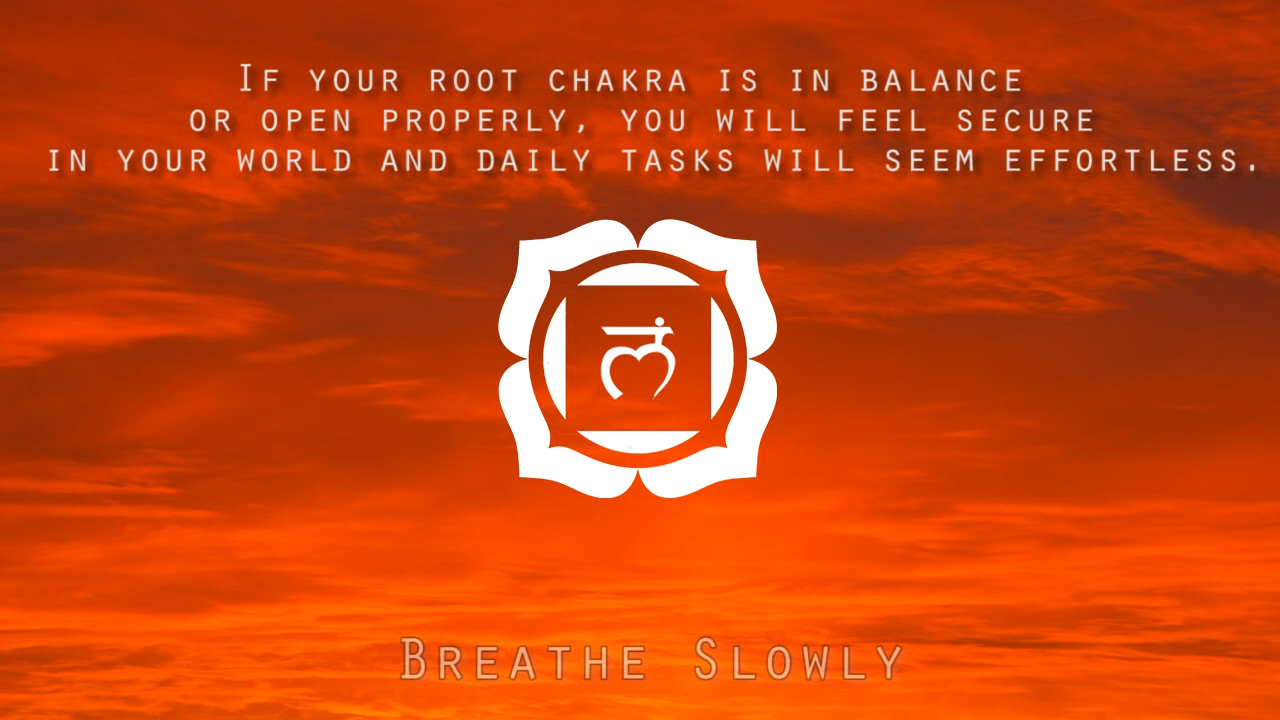 If your root chakra is in balance
or open properly, you will feel secure
in your world and daily tasks will seem effortless.
लं
Breathe Slowly